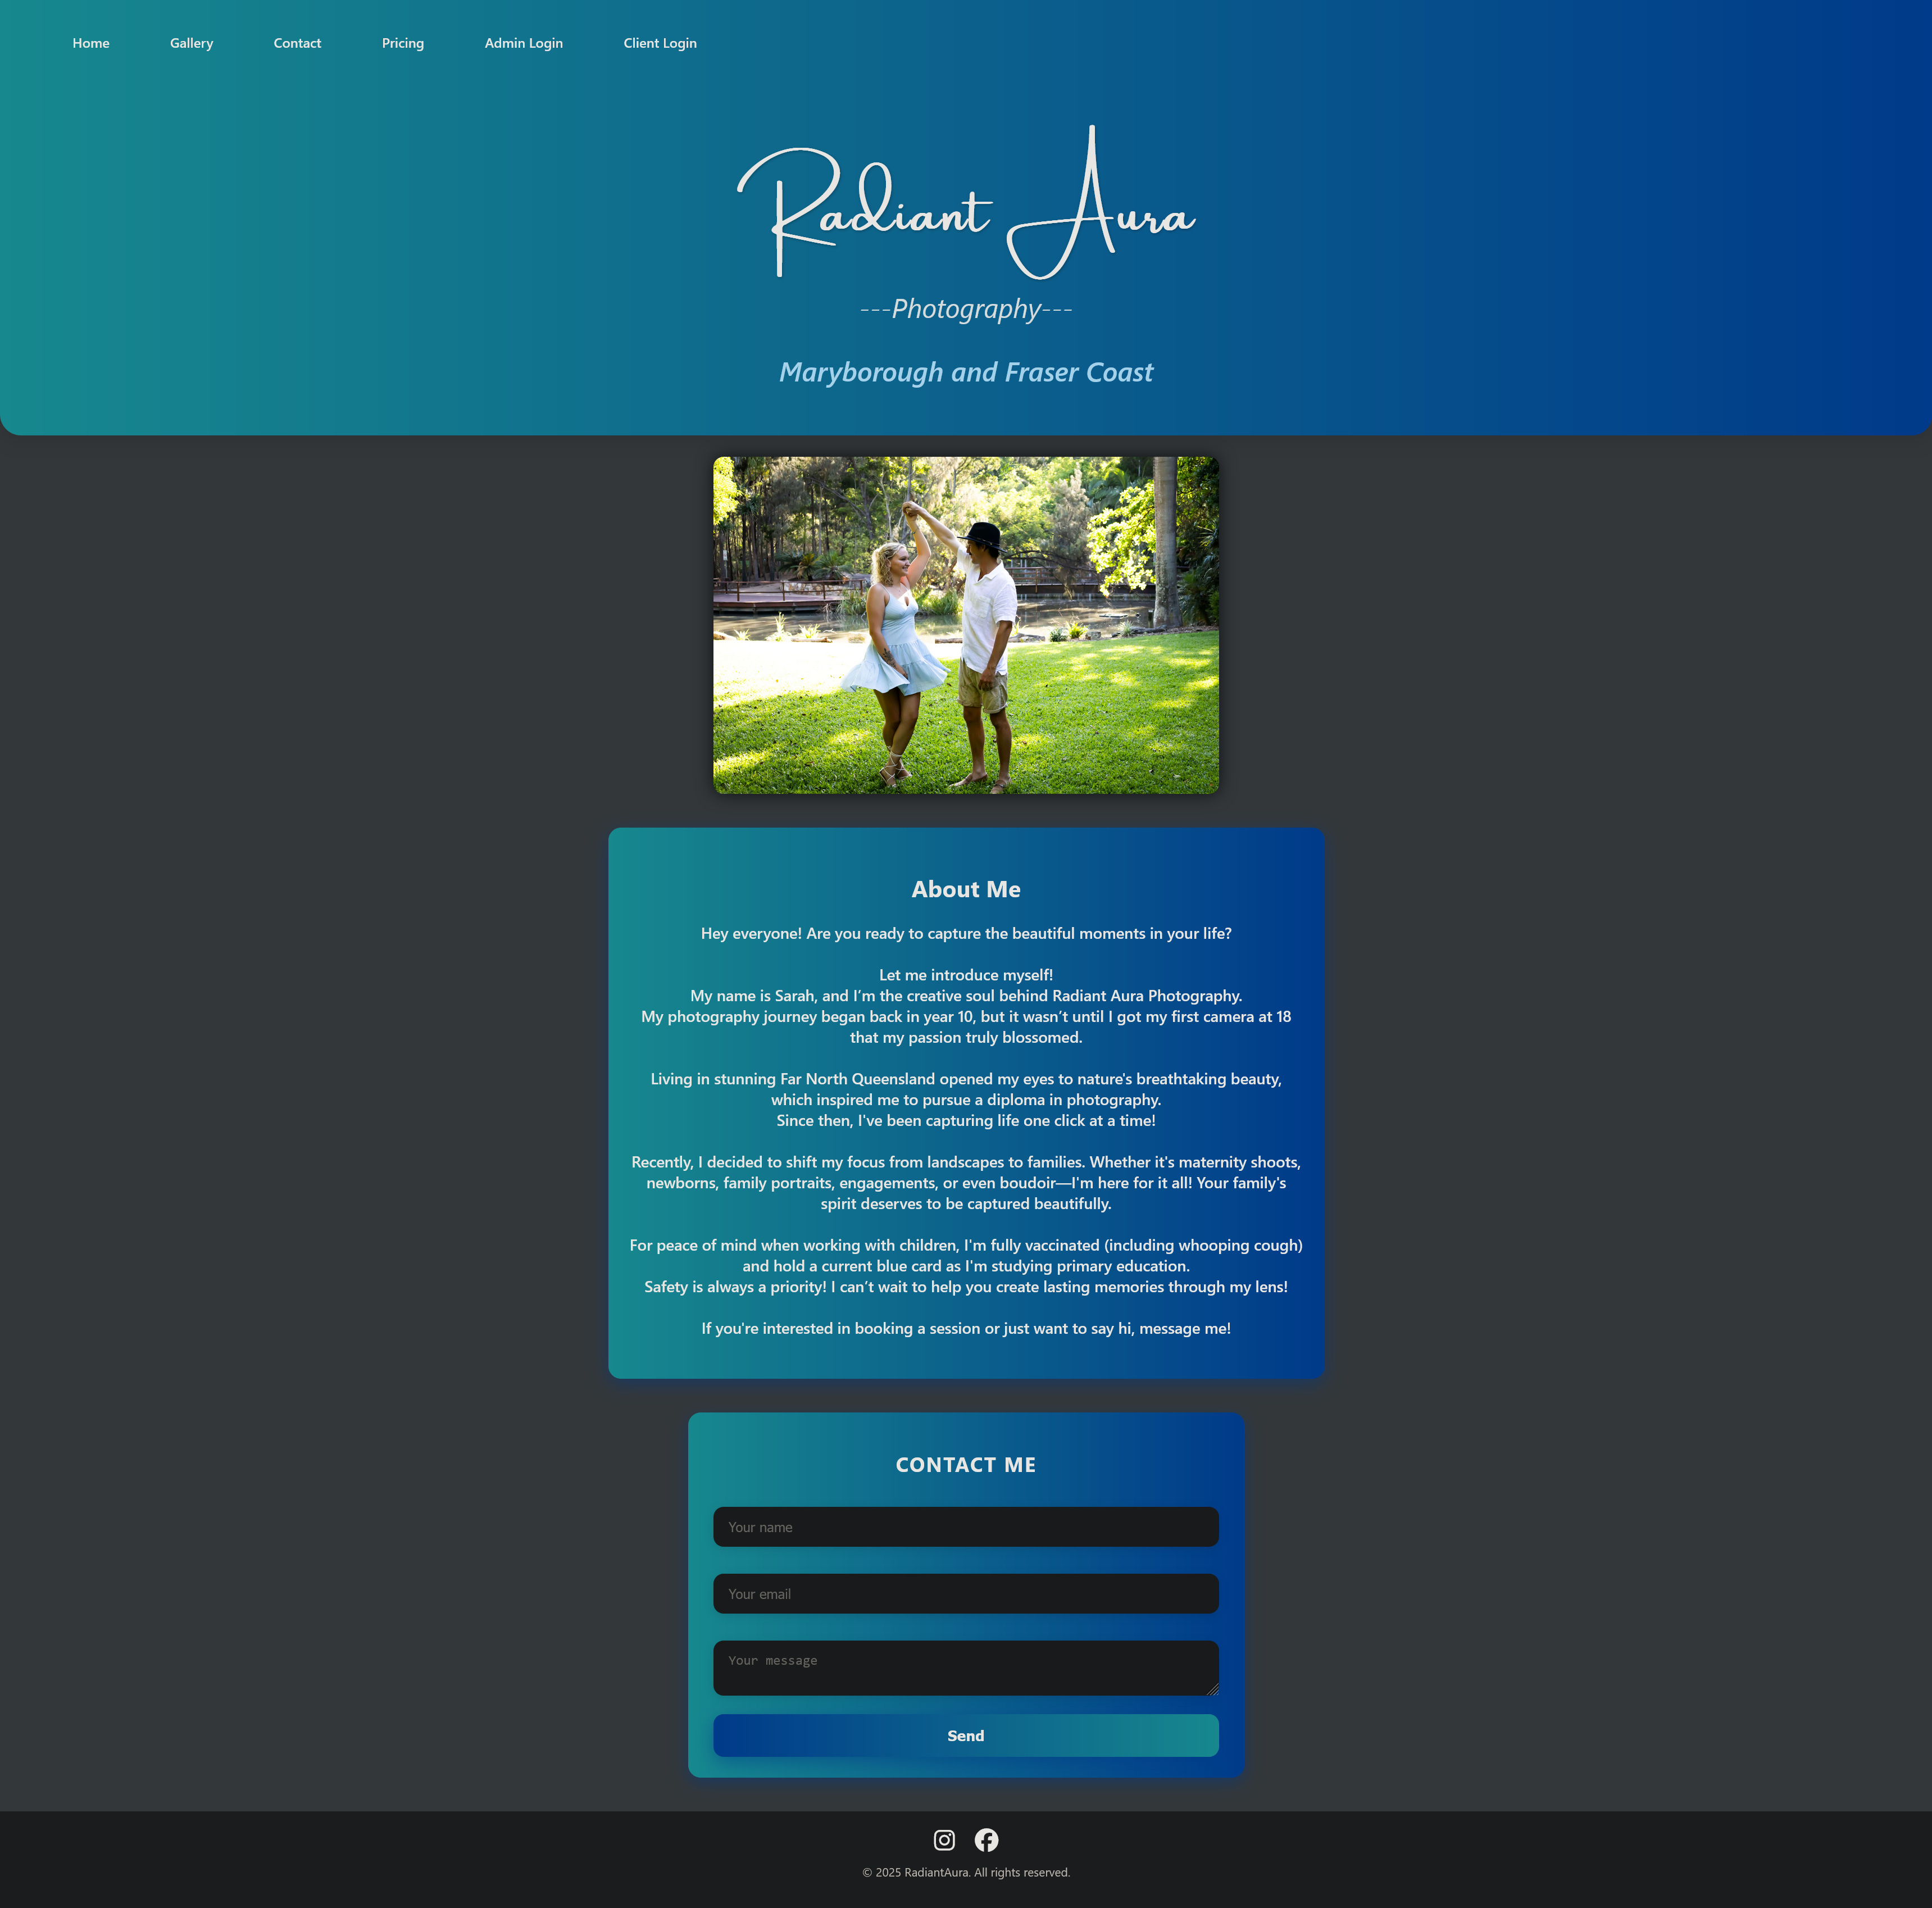 Home Gallery Contact Pricing Admin Login Client Login
Radiant Aura
---Photography---
Maryborough and Fraser Coast
About Me
Hey everyone! Are you ready to capture the beautiful moments in your life?
Let me introduce myself!
My name is Sarah, and I’m the creative soul behind Radiant Aura Photography.
My photography journey began back in year 10, but it wasn’t until I got my first camera at 18
that my passion truly blossomed.
Living in stunning Far North Queensland opened my eyes to nature's breathtaking beauty,
which inspired me to pursue a diploma in photography.
Since then, I've been capturing life one click at a time!
Recently, I decided to shift my focus from landscapes to families. Whether it's maternity shoots,
newborns, family portraits, engagements, or even boudoir—I'm here for it all! Your family's
spirit deserves to be captured beautifully.
For peace of mind when working with children, I'm fully vaccinated (including whooping cough)
and hold a current blue card as I'm studying primary education.
Safety is always a priority! I can’t wait to help you create lasting memories through my lens!
If you're interested in booking a session or just want to say hi, message me!
CONTACT ME
Your name
Your email
Your message
Send
© 2025 RadiantAura. All rights reserved.